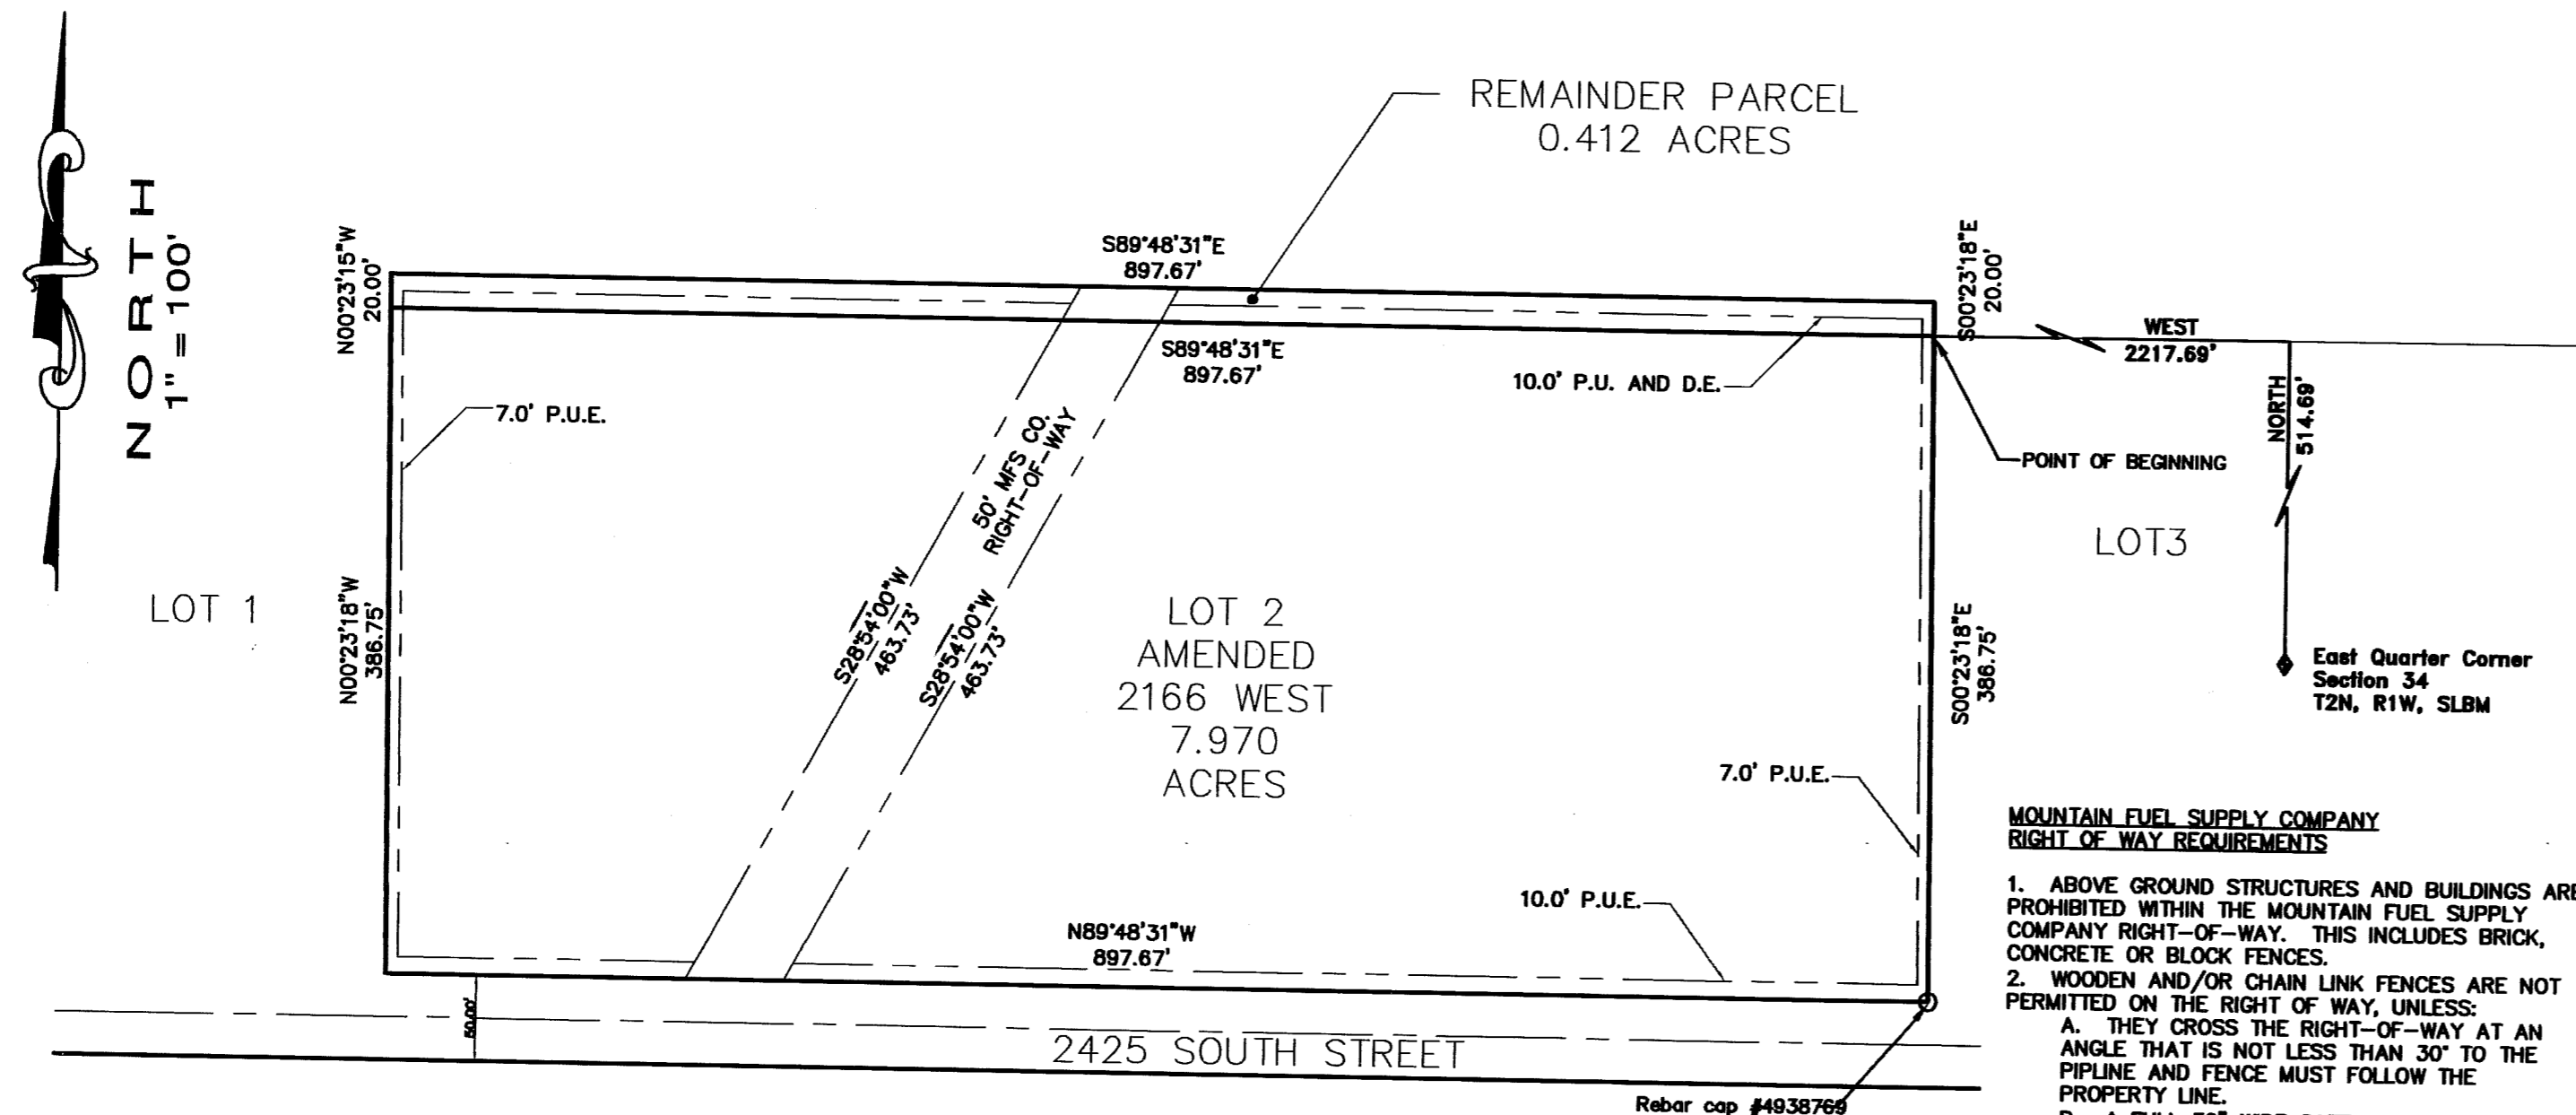 NORTH
1" = 100'
REMAINDER PARCEL
0.412 ACRES
N00°23'15"W
20.00'
S89°48'31"E
897.67'
S00°23'18"E
20.00'
WEST
2217.69'
S89°48'31"E
897.67'
10.0' P.U. AND D.E.
7.0' P.U.E.
50' MFS CO.
RIGHT-OF-WAY
NORTH
514.69'
POINT OF BEGINNING
LOT3
LOT 1
N00°23'18"W
386.75'
S28°54'00"W
463.73'
S28°54'00"W
463.73'
LOT 2
AMENDED
2166 WEST
7.970
ACRES
S00°23'18"E
386.75'
East Quarter Corner
Section 34
T2N, R1W, SLBM
7.0' P.U.E.
10.0' P.U.E.
N89°48'31"W
897.67'
50.00'
2425 SOUTH STREET
Rebar cap #4938769
MOUNTAIN FUEL SUPPLY COMPANY
RIGHT OF WAY REQUIREMENTS
1. ABOVE GROUND STRUCTURES AND BUILDINGS ARE
PROHIBITED WITHIN THE MOUNTAIN FUEL SUPPLY
COMPANY RIGHT-OF-WAY. THIS INCLUDES BRICK,
CONCRETE OR BLOCK FENCES.
2. WOODEN AND/OR CHAIN LINK FENCES ARE NOT
PERMITTED ON THE RIGHT OF WAY, UNLESS:
A. THEY CROSS THE RIGHT-OF-WAY AT AN
ANGLE THAT IS NOT LESS THAN 30° TO THE
PIPLINE AND FENCE MUST FOLLOW THE
PROPERTY LINE.